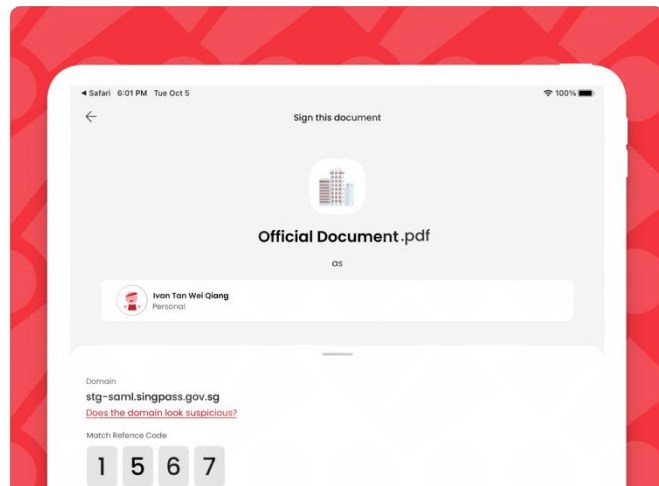 ◀ Safari 6:01 PM Tue Oct 5 100%
Sign this document
Official Document.pdf
as
Ivan Tan Wei Qiang
Personal
Domain
stg-saml.singpass.gov.sg
Does the domain look suspicious?
Match Refence Code
1 5 6 7